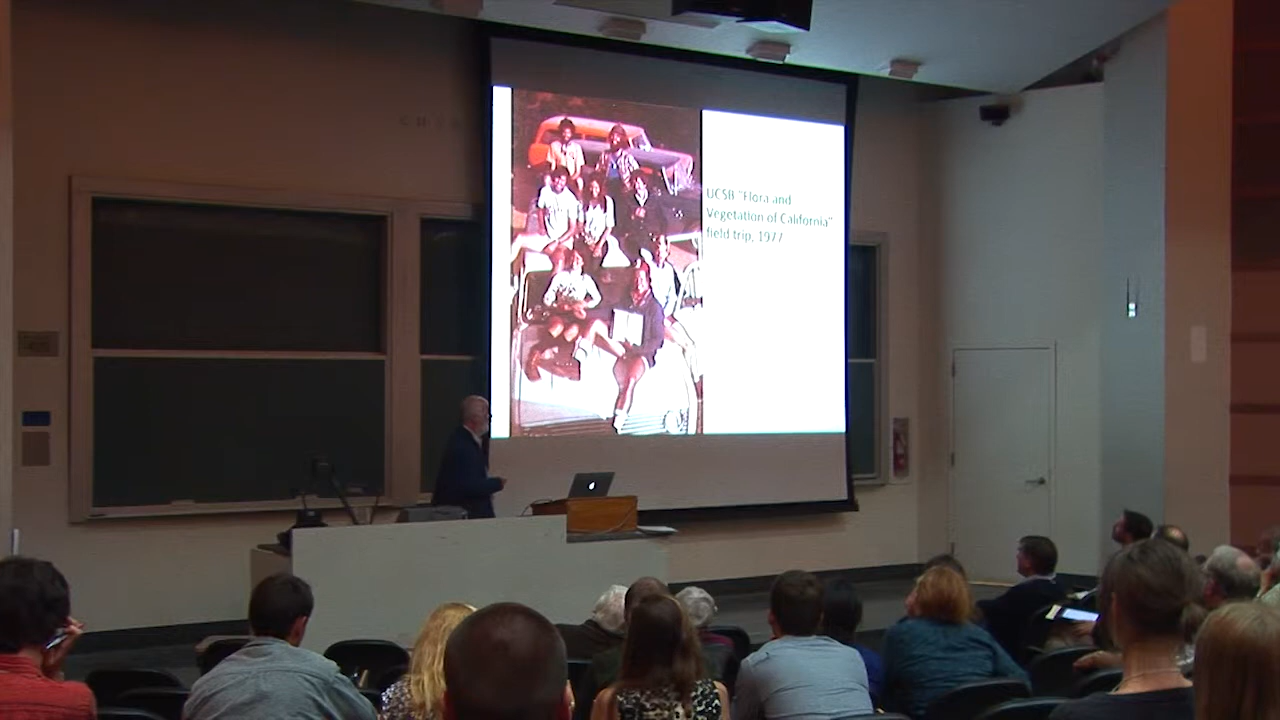 UCSB "Flora and
Vegetation of California"
field trip, 1977